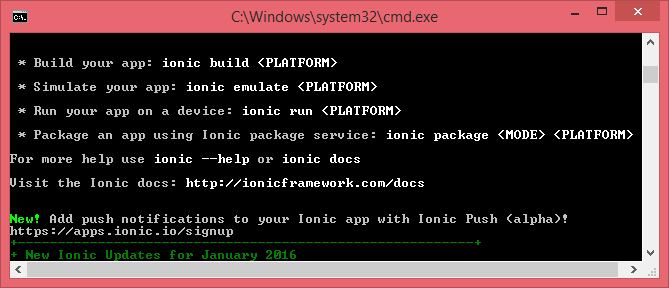 C:\Windows\system32\cmd.exe
* Build your app: ionic build <PLATFORM>
* Simulate your app: ionic emulate <PLATFORM>
* Run your app on a device: ionic run <PLATFORM>
* Package an app using Ionic package service: ionic package <MODE> <PLATFORM>
For more help use ionic --help or ionic docs
Visit the Ionic docs: http://ionicframework.com/docs
New! Add push notifications to your Ionic app with Ionic Push (alpha)!
https://apps.ionic.io/signup
+---------------------------------------------------------+
+ New Ionic Updates for January 2016